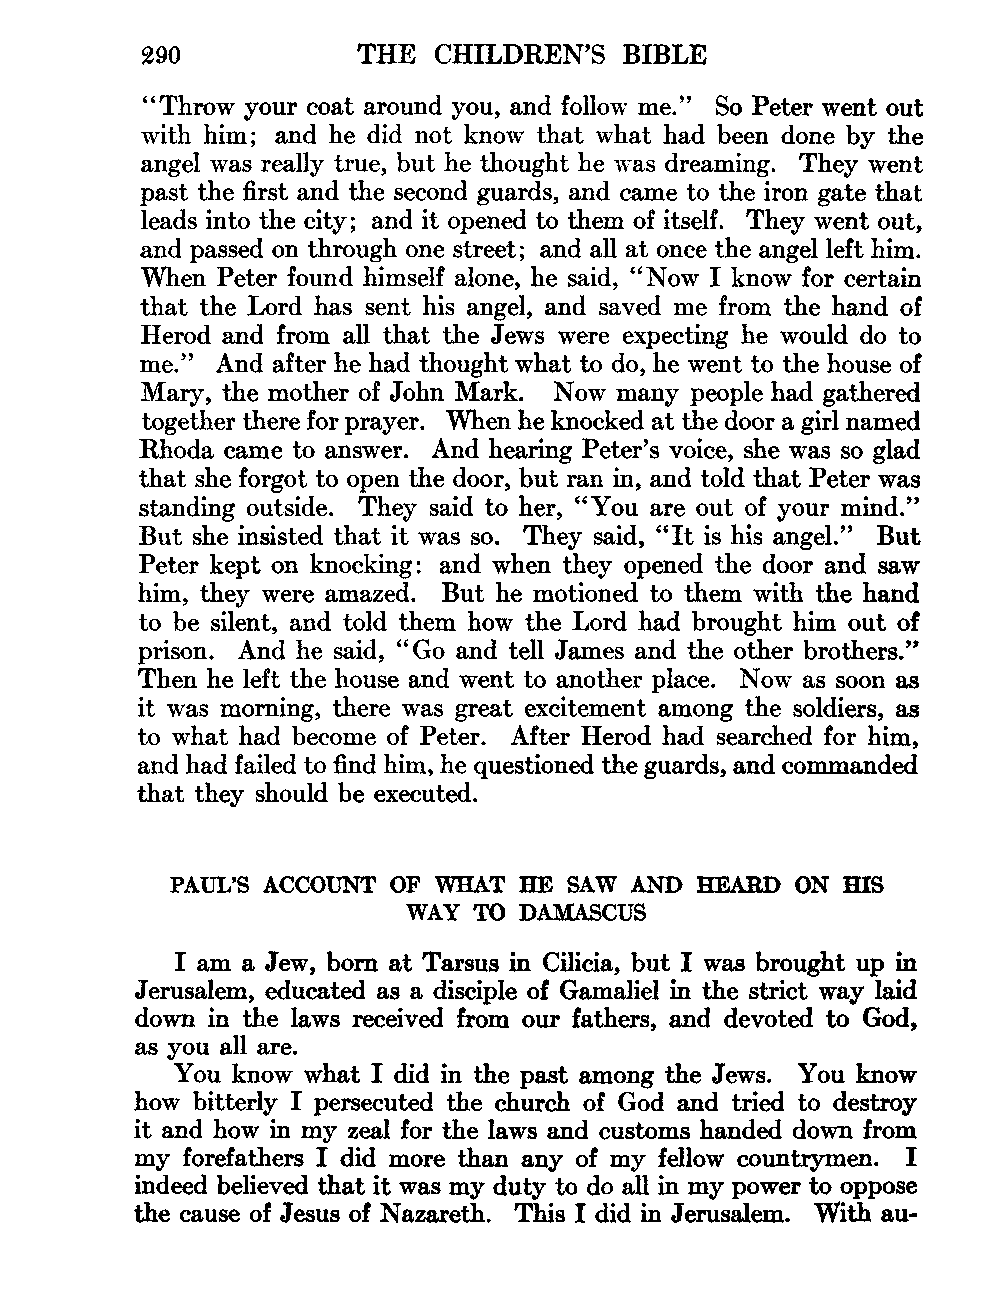 290 THE CHILDREN'S BIBLE
“Throw your coat around you, and follow me.” So Peter went out
with him; and he did not know that what had been done by the
angel was really true, but he thought he was dreaming. They went
past the first and the second guards, and came to the iron gate that
leads into the city; and it opened to them of itself. They went out,
and passed on through one street; and all at once the angel left him.
When Peter found himself alone, he said, “Now I know for certain
that the Lord has sent his angel, and saved me from the hand of
Herod and from all that the Jews were expecting he would do to
me.” And after he had thought what to do, he went to the house of
Mary, the mother of John Mark. Now many people had gathered
together there for prayer. When he knocked at the door a girl named
Rhoda came to answer. And hearing Peter's voice, she was so glad
that she forgot to open the door, but ran in, and told that Peter was
standing outside. They said to her, “You are out of your mind.”
But she insisted that it was so. They said, “It is his angel.” But
Peter kept on knocking: and when they opened the door and saw
him, they were amazed. But he motioned to them with the hand
to be silent, and told them how the Lord had brought him out of
prison. And he said, “Go and tell James and the other brothers.”
Then he left the house and went to another place. Now as soon as
it was morning, there was great excitement among the soldiers, as
to what had become of Peter. After Herod had searched for him,
and had failed to find him, he questioned the guards, and commanded
that they should be executed.
PAUL'S ACCOUNT OF WHAT HE SAW AND HEARD ON HIS
WAY TO DAMASCUS
I am a Jew, born at Tarsus in Cilicia, but I was brought up in
Jerusalem, educated as a disciple of Gamaliel in the strict way laid
down in the laws received from our fathers, and devoted to God,
as you all are.
You know what I did in the past among the Jews. You know
how bitterly I persecuted the church of God and tried to destroy
it and how in my zeal for the laws and customs handed down from
my forefathers I did more than any of my fellow countrymen. I
indeed believed that it was my duty to do all in my power to oppose
the cause of Jesus of Nazareth. This I did in Jerusalem. With au-